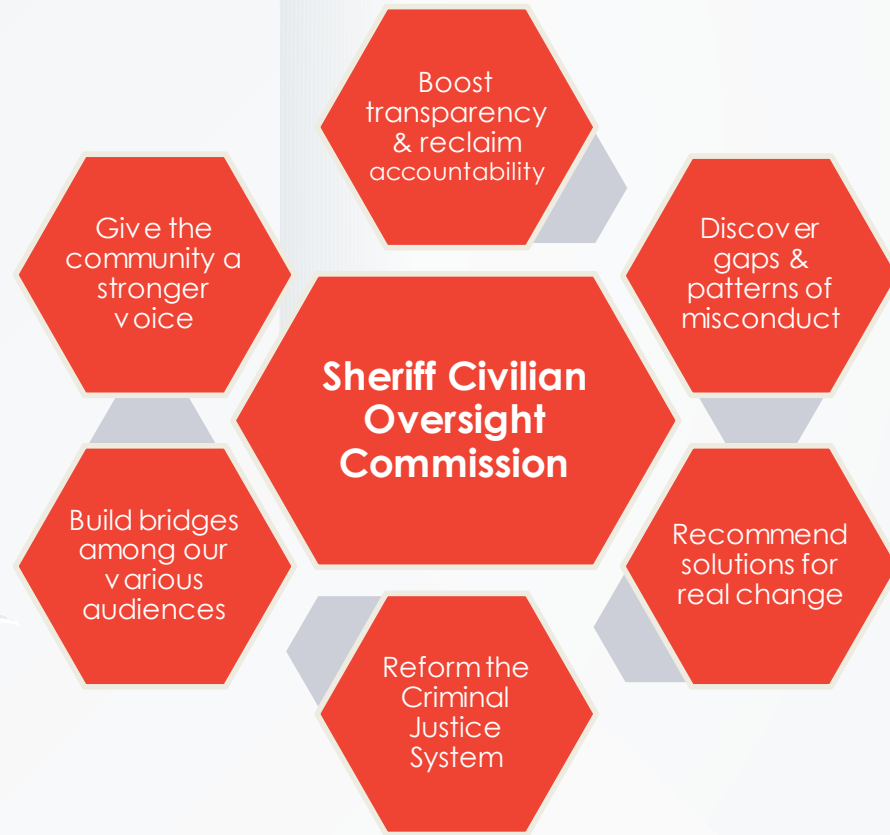 Boost
transparency
& reclaim
accountability
Give the
community a
stronger
voice
Discover
gaps &
patterns of
misconduct
Sheriff Civilian
Oversight
Commission
Build bridges
among our
various
audiences
Recommend
solutions for
real change
Reform the
Criminal
Justice
System